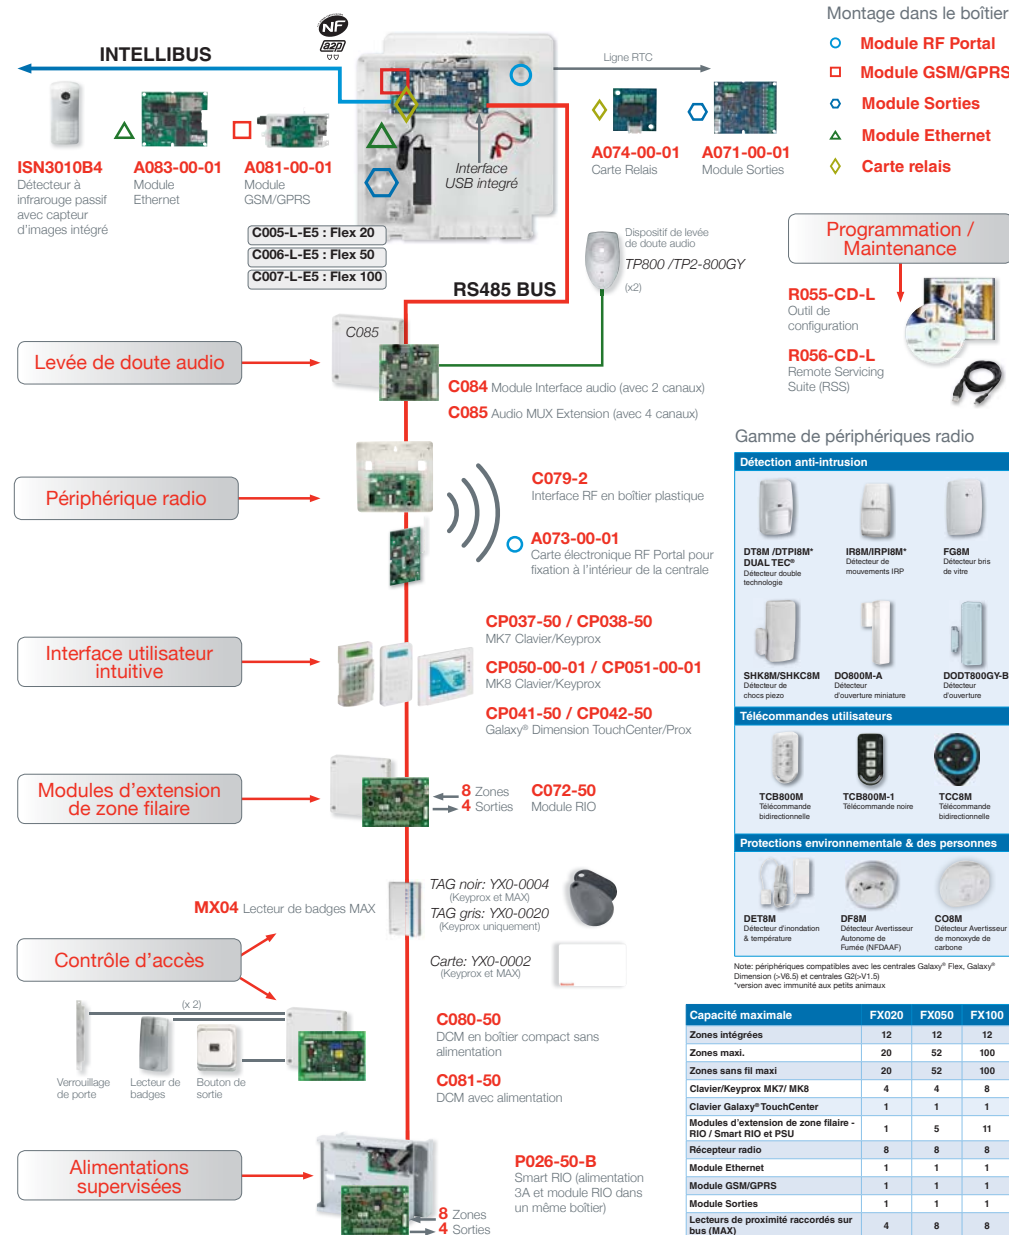 NF
a2p
INTELLIBUS
Ligne RTC
Montage dans le boîtier
Module RF Portal
Module GSM/GPRS
Module Sorties
Module Ethernet
Carte relais
ISN3010B4
Détecteur à
infrarouge passif
avec capteur
d'images intégré
A083-00-01
Module
Ethernet
A081-00-01
Module
GSM/GPRS
Interface
USB integré
A074-00-01
Carte Relais
A071-00-01
Module Sorties
C005-L-E5 : Flex 20
C006-L-E5 : Flex 50
C007-L-E5 : Flex 100
Dispositif de levée
de doute audio
TP800 /TP2-800GY
(x2)
RS485 BUS
Programmation /
Maintenance
R055-CD-L
Outil de
configuration
R056-CD-L
Remote Servicing
Suite (RSS)
C085
Levée de doute audio
C084 Module Interface audio (avec 2 canaux)
C085 Audio MUX Extension (avec 4 canaux)
Périphérique radio
C079-2
Interface RF en boîtier plastique
A073-00-01
Carte électronique RF Portal pour
fixation à l'intérieur de la centrale
Interface utilisateur
intuitive
CP037-50 / CP038-50
MK7 Clavier/Keyprox
CP050-00-01 / CP051-00-01
MK8 Clavier/Keyprox
CP041-50 / CP042-50
Galaxy® Dimension TouchCenter/Prox
Modules d'extension
de zone filaire
8 Zones
4 Sorties
C072-50
Module RIO
MX04 Lecteur de badges MAX
TAG noir: YX0-0004
(Keyprox et MAX)
TAG gris: YX0-0020
(Keyprox uniquement)
Carte: YX0-0002
(Keyprox et MAX)
Contrôle d'accès
(x 2)
Verrouillage
de porte
Lecteur de
badges
Bouton de
sortie
C080-50
DCM en boîtier compact sans
alimentation
C081-50
DCM avec alimentation
Alimentations
supervisées
8 Zones
4 Sorties
P026-50-B
Smart RIO (alimentation
3A et module RIO dans
un même boîtier)
Gamme de périphériques radio
Détection anti-intrusion
DT8M /DTPI8M*
DUAL TEC®
Détecteur double
technologie
IR8M/IRPI8M*
Détecteur de
mouvements IRP
FG8M
Détecteur bris
de vitre
SHK8M/SHKC8M
Détecteur de
chocs piezo
DO800M-A
Détecteur
d'ouverture miniature
DODT800GY-B
Détecteur
d'ouverture
Télécommandes utilisateurs
TCB800M
Télécommande
bidirectionnelle
TCB800M-1
Télécommande noire
TCC8M
Télécommande
bidirectionnelle
Protections environnementale & des personnes
DET8M
Détecteur d'inondation
& température
DF8M
Détecteur Avertisseur
Autonome de
Fumée (NFDAAF)
CO8M
Détecteur Avertisseur
de monoxyde de
carbone
Note: périphériques compatibles avec les centrales Galaxy® Flex, Galaxy®
Dimension (>V6.5) et centrales G2(>V1.5)
*version avec immunité aux petits animaux
Capacité maximale FX020 FX050 FX100
Zones intégrées 12 12 12
Zones maxi. 20 52 100
Zones sans fil maxi 20 52 100
Clavier/Keyprox MK7/ MK8 4 4 8
Clavier Galaxy® TouchCenter 1 1 1
Modules d'extension de zone filaire -
RIO / Smart RIO et PSU 1 5 11
Récepteur radio 8 8 8
Module Ethernet 1 1 1
Module GSM/GPRS 1 1 1
Module Sorties 1 1 1
Lecteurs de proximité raccordés sur
bus (MAX) 4 8 8